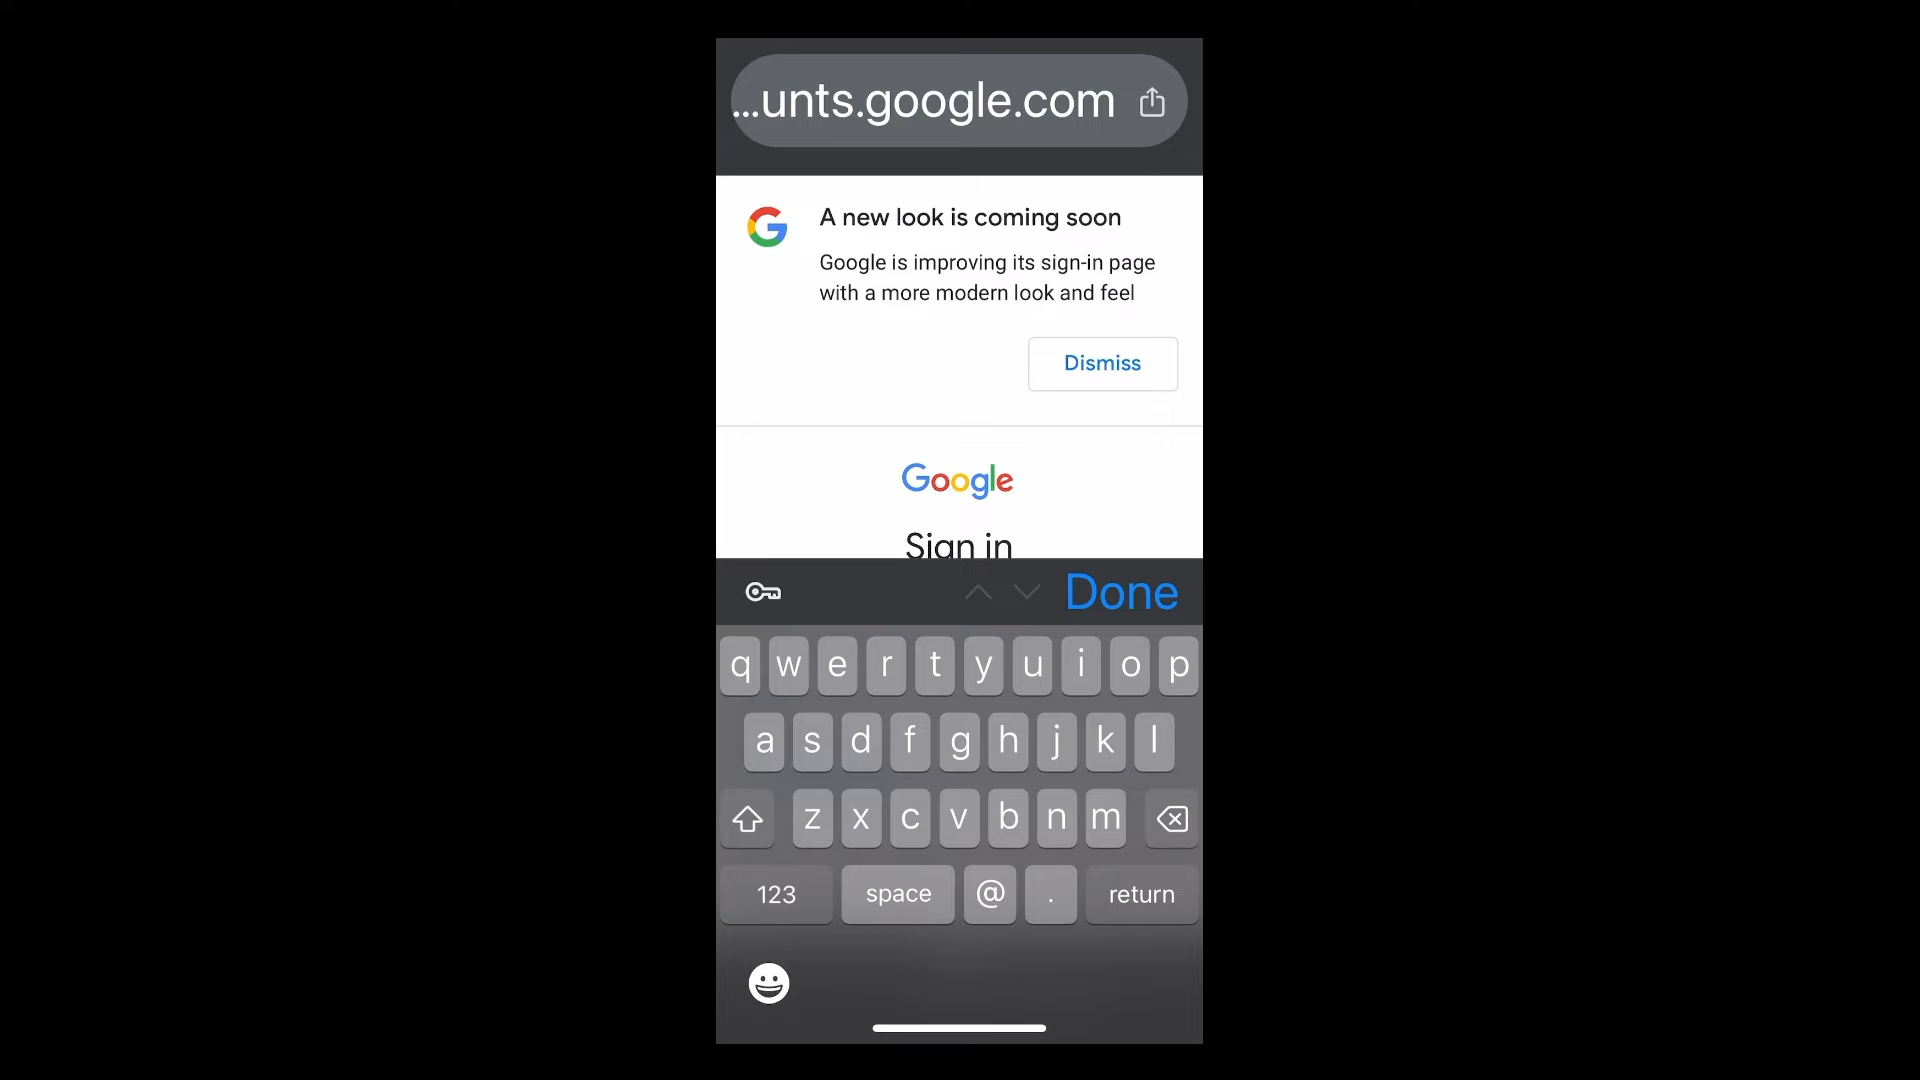 ...unts.google.com
A new look is coming soon
Google is improving its sign-in page
with a more modern look and feel
Dismiss
Google
Sign in
Done
q w e r t y u i o p
a s d f g h j k l
z x c v b n m
123 space @ . return